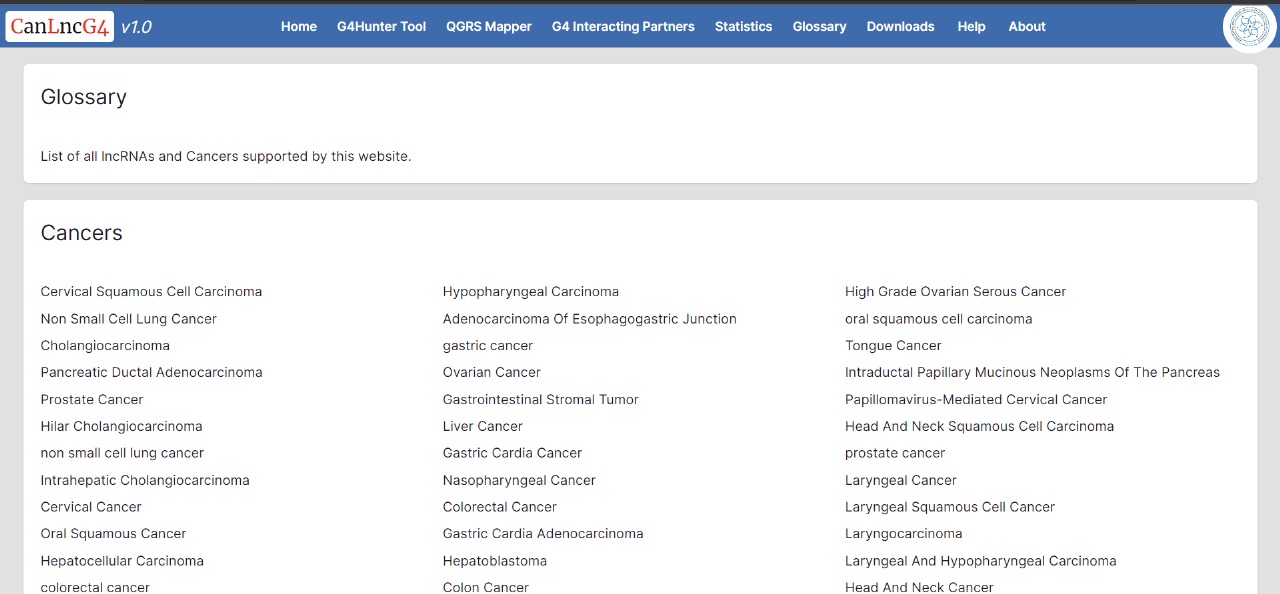 CanLncG4 v1.0 Home G4Hunter Tool QGRS Mapper G4 Interacting Partners Statistics Glossary Downloads Help About
Glossary
List of all lncRNAs and Cancers supported by this website.
Cancers
Cervical Squamous Cell Carcinoma Hypopharyngeal Carcinoma High Grade Ovarian Serous Cancer
Non Small Cell Lung Cancer Adenocarcinoma Of Esophagogastric Junction oral squamous cell carcinoma
Cholangiocarcinoma gastric cancer Tongue Cancer
Pancreatic Ductal Adenocarcinoma Ovarian Cancer Intraductal Papillary Mucinous Neoplasms Of The Pancreas
Prostate Cancer Gastrointestinal Stromal Tumor Papillomavirus-Mediated Cervical Cancer
Hilar Cholangiocarcinoma Liver Cancer Head And Neck Squamous Cell Carcinoma
non small cell lung cancer Gastric Cardia Cancer prostate cancer
Intrahepatic Cholangiocarcinoma Nasopharyngeal Cancer Laryngeal Cancer
Cervical Cancer Colorectal Cancer Laryngeal Squamous Cell Cancer
Oral Squamous Cancer Gastric Cardia Adenocarcinoma Laryngocarcinoma
Hepatocellular Carcinoma Hepatoblastoma Laryngeal And Hypopharyngeal Carcinoma
colorectal cancer Colon Cancer Head And Neck Cancer